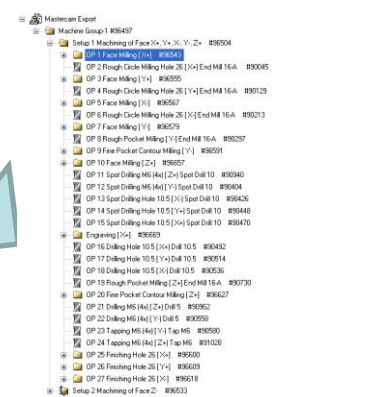 Mastercam Export
Machine Group-1 #96497
Setup 1 Machining of Face X+, Y+, X-, Y-, Z+ #96504
OP 1 Face Milling [X+] #96543
OP 2 Rough Circle Milling Hole 26 [X+] End Mill 16-A #90045
OP 3 Face Milling [Y+] #96555
OP 4 Rough Circle Milling Hole 26 [Y+] End Mill 16-A #90129
OP 5 Face Milling [X-] #96567
OP 6 Rough Circle Milling Hole 26 [X-] End Mill 16-A #90213
OP 7 Face Milling [Y-] #96579
OP 8 Rough Pocket Milling [Y-] End Mill 16-A #90297
OP 9 Fine Pocket Contour Milling [Y-] #96591
OP 10 Face Milling [Z+] #96657
OP 11 Spot Drilling M6 (4x) [Z+] Spot Drill 10 #90940
OP 12 Spot Drilling M6 (4x) [Y-] Spot Drill 10 #90404
OP 13 Spot Drilling Hole 10.5 [X-] Spot Drill 10 #90426
OP 14 Spot Drilling Hole 10.5 [Y+] Spot Drill 10 #90448
OP 15 Spot Drilling Hole 10.5 [X+] Spot Drill 10 #90470
Engraving [X+] #96669
OP 16 Drilling Hole 10.5 [X+] Drill 10.5 #90492
OP 17 Drilling Hole 10.5 [Y+] Drill 10.5 #90514
OP 18 Drilling Hole 10.5 [X-] Drill 10.5 #90536
OP 19 Rough Pocket Milling [Z+] End Mill 16-A #90730
OP 20 Fine Pocket Contour Milling [Z+] #96627
OP 21 Drilling M6 (4x) [Z+] Drill 5 #90962
OP 22 Drilling M6 (4x) [Y-] Drill 5 #90558
OP 23 Tapping M6 (4x) [Y-] Tap M6 #90580
OP 24 Tapping M6 (4x) [Z+] Tap M6 #91028
OP 25 Finishing Hole 26 [X+] #96600
OP 26 Finishing Hole 26 [Y+] #96609
OP 27 Finishing Hole 26 [X-] #96618
Setup 2 Machining of Face Z- #96533